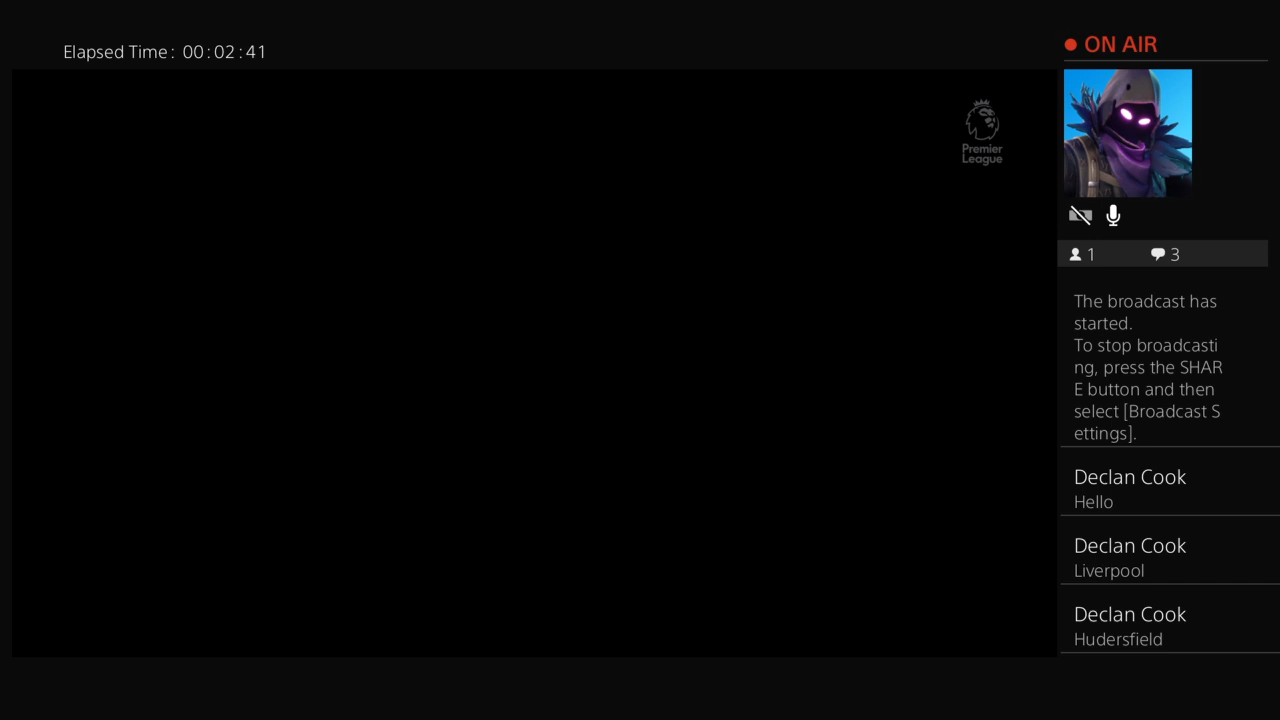 Elapsed Time: 00:02:41
ON AIR
Premier
League
1 3
The broadcast has
started.
To stop broadcasti
ng, press the SHAR
E button and then
select [Broadcast S
ettings].
Declan Cook
Hello
Declan Cook
Liverpool
Declan Cook
Hudersfield